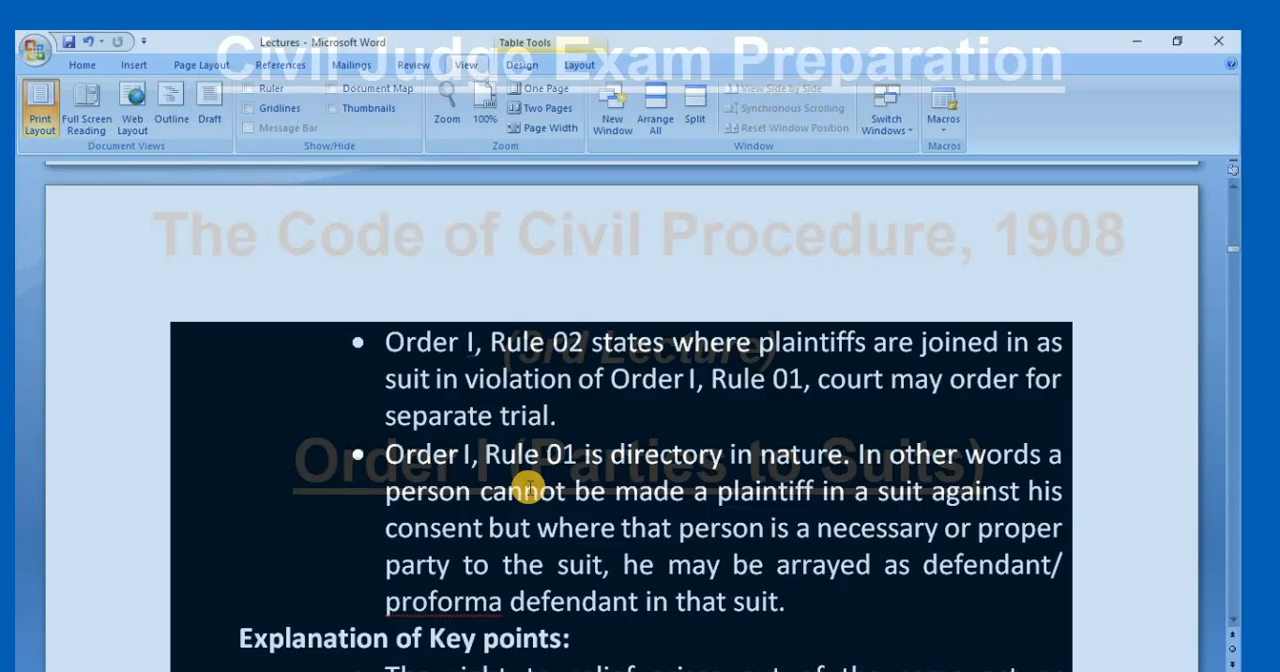 Lectures - Microsoft Word
Table Tools
Civil Judge Exam Preparation
Home Insert Page Layout References Mailings Review View Design Layout
Print Layout
Full Screen Reading
Web Layout
Outline
Draft
Document Views
Ruler
Document Map
Gridlines
Thumbnails
Message Bar
Show/Hide
Zoom
100%
One Page
Two Pages
Page Width
Zoom
New Window
Arrange All
Split
View Side by Side
Synchronous Scrolling
Reset Window Position
Window
Switch Windows
Macros
Macros
The Code of Civil Procedure, 1908
(3rd Lecture)
Order I (Parties to Suits)
• Order I, Rule 02 states where plaintiffs are joined in as
suit in violation of Order I, Rule 01, court may order for
separate trial.
• Order I, Rule 01 is directory in nature. In other words a
person cannot be made a plaintiff in a suit against his
consent but where that person is a necessary or proper
party to the suit, he may be arrayed as defendant/
proforma defendant in that suit.
Explanation of Key points: